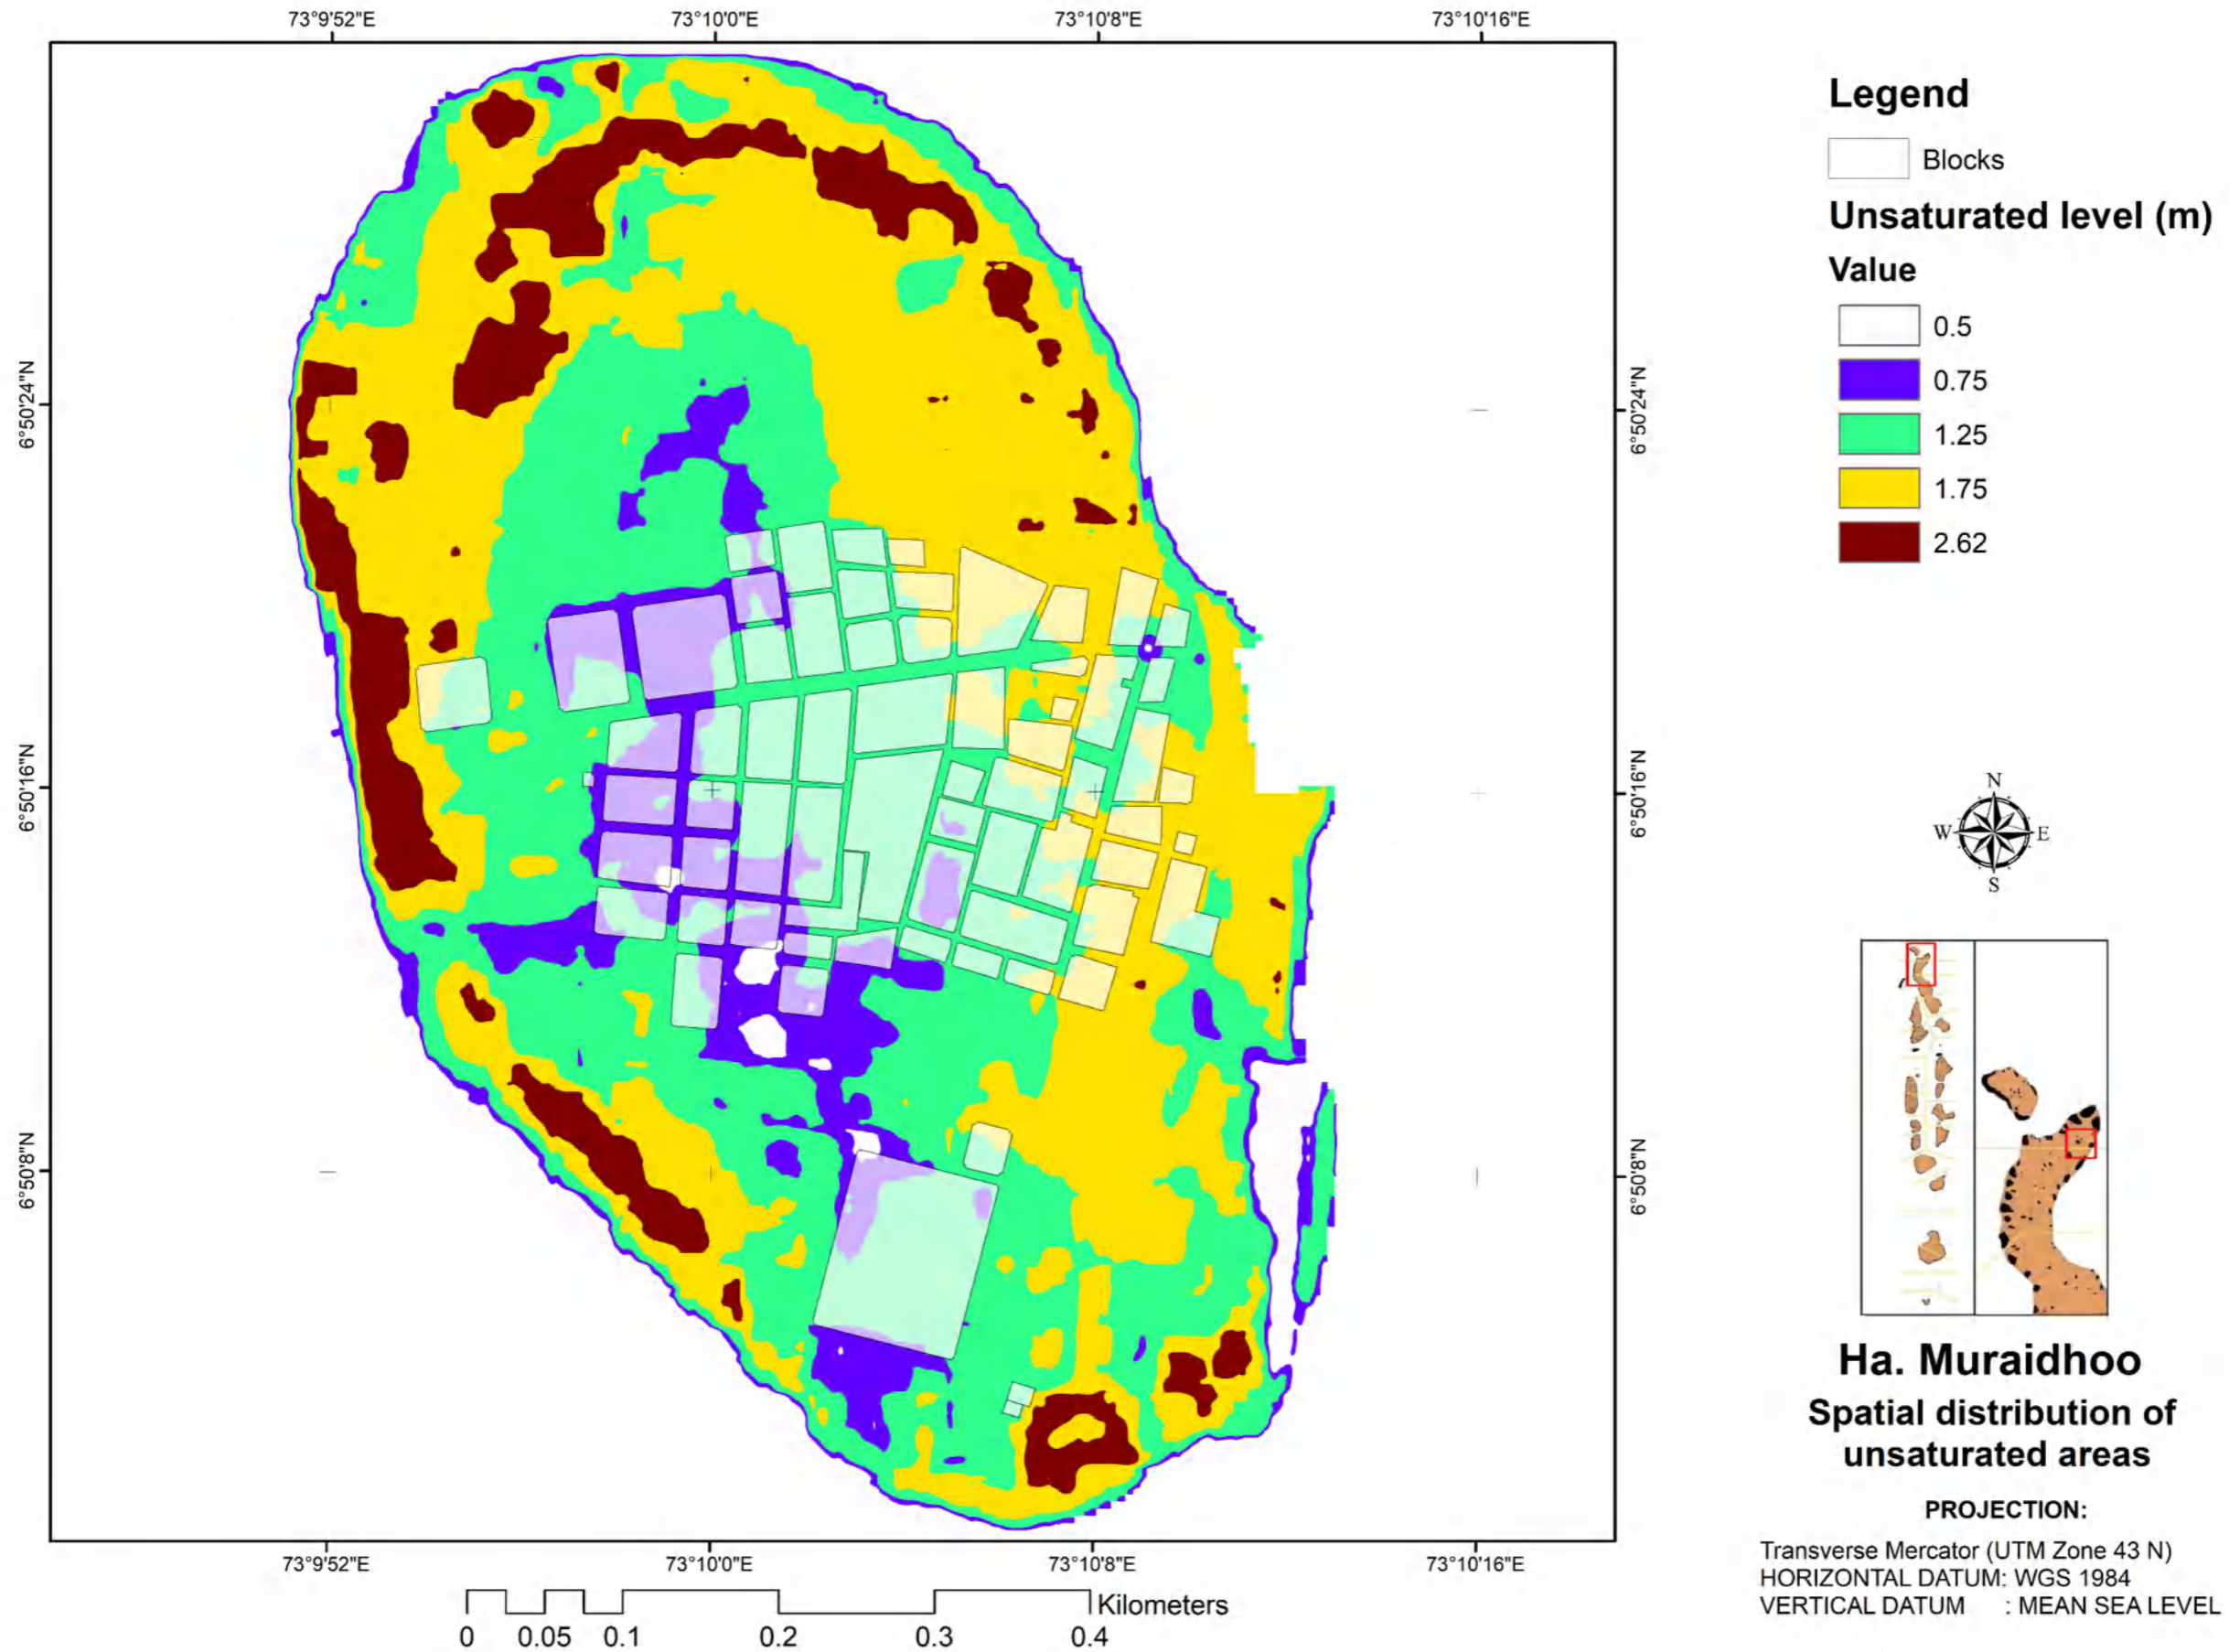 73°9'52"E 73°10'0"E 73°10'8"E 73°10'16"E
6°50'24"N
6°50'16"N
6°50'8"N
6°50'24"N
6°50'16"N
6°50'8"N
73°9'52"E 73°10'0"E 73°10'8"E 73°10'16"E
Kilometers
0 0.05 0.1 0.2 0.3 0.4
Legend
Blocks
Unsaturated level (m)
Value
0.5
0.75
1.25
1.75
2.62
N
W E
S
Ha. Muraidhoo
Spatial distribution of
unsaturated areas
PROJECTION:
Transverse Mercator (UTM Zone 43 N)
HORIZONTAL DATUM: WGS 1984
VERTICAL DATUM : MEAN SEA LEVEL